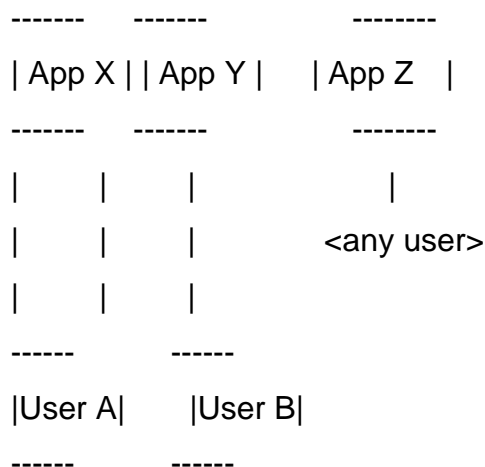 -------     -------                    --------
| App X | | App Y |      | App Z   |
-------     -------                    --------
|        |        |                      |
|        |        |               <any user>
|        |        |
------          ------
|User A|        |User B|
------          ------